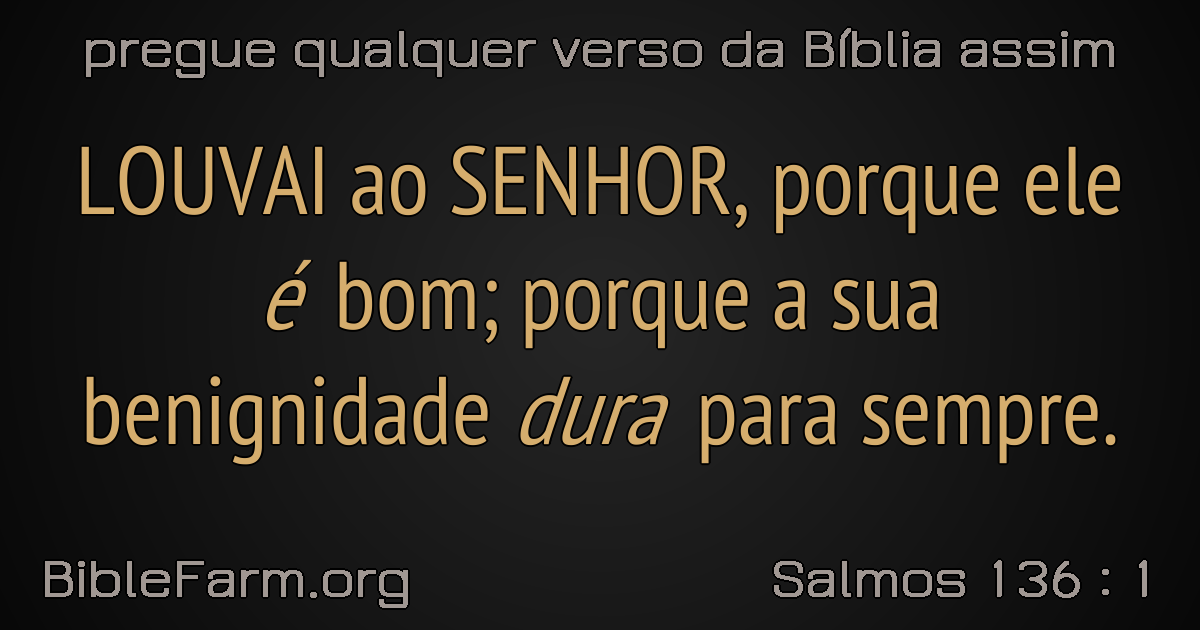 pregue qualquer verso da Bíblia assim
LOUVAI ao SENHOR, porque ele
é bom; porque a sua
benignidade dura para sempre.
BibleFarm.org
Salmos 136 : 1